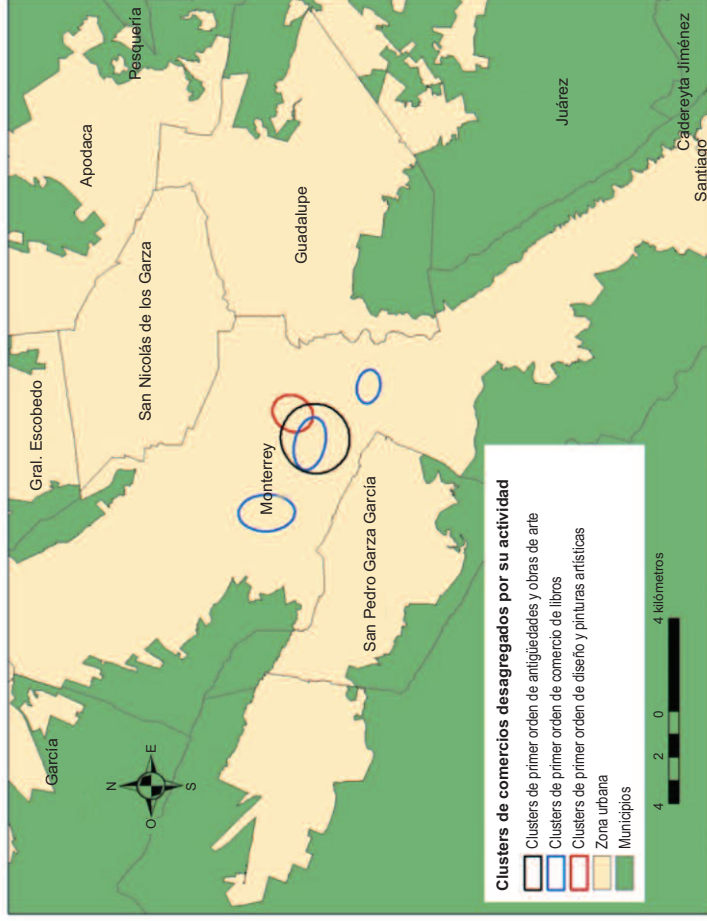 García
Gral. Escobedo
Apodaca
Pesquería
San Nicolás de los Garza
Guadalupe
Monterrey
San Pedro Garza García
Juárez
Cadereyta Jiménez
Santiago
N
O
E
S
Clusters de comercios desagregados por su actividad
Clusters de primer orden de antigüedades y obras de arte
Clusters de primer orden de comercio de libros
Clusters de primer orden de diseño y pinturas artísticas
Zona urbana
Municipios
4 2 0 4 kilómetros